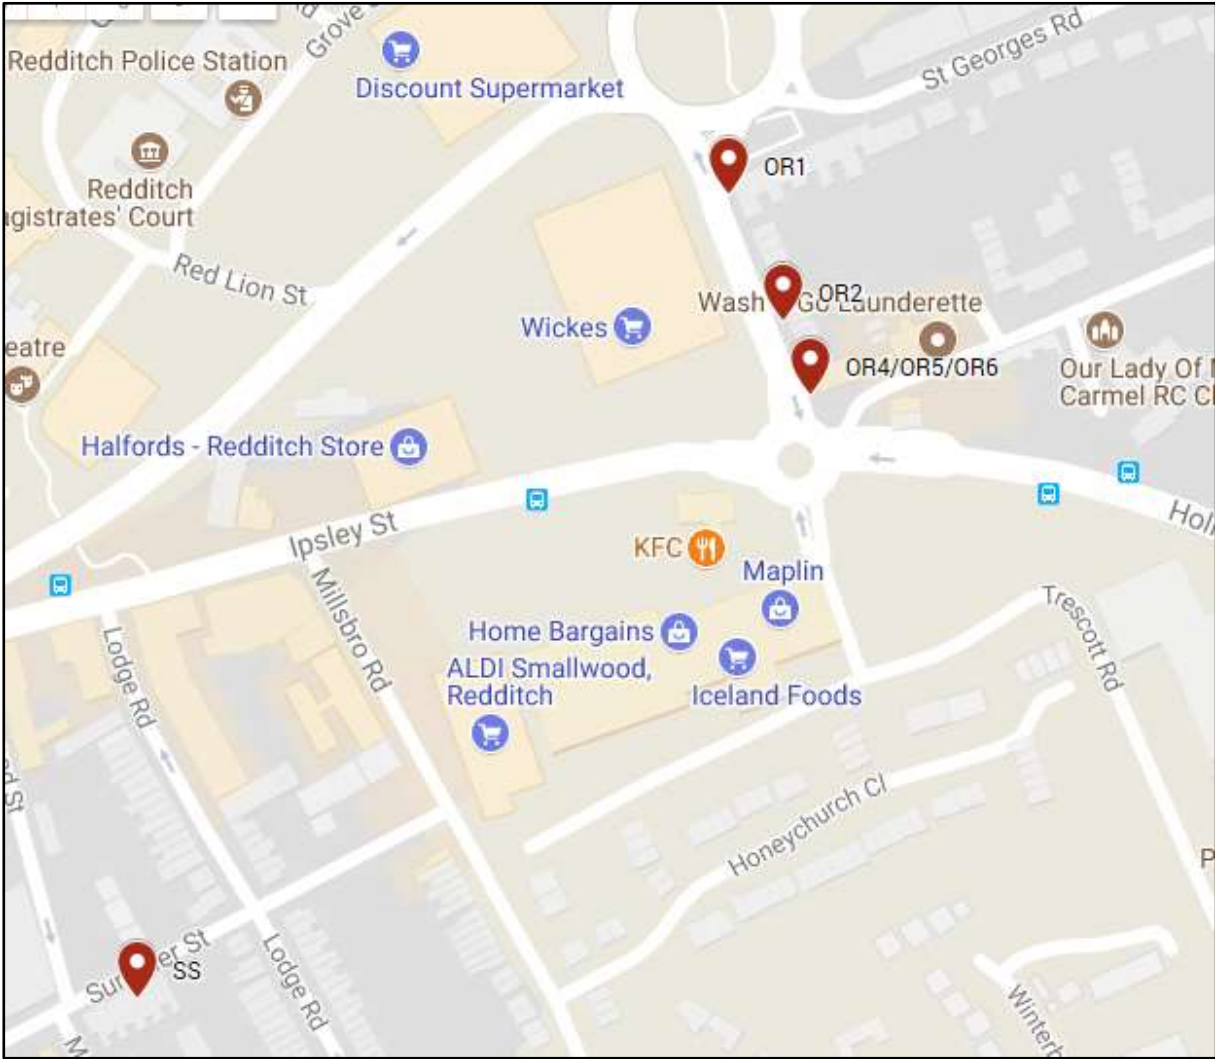 Redditch Police Station
Grove
Discount Supermarket
St Georges Rd
Redditch
agistrates' Court
OR1
Red Lion St
Wickes
Wash
OR2
Launderette
eatre
OR4/OR5/OR6
Our Lady Of
Carmel RC
Halfords - Redditch Store
Ipsley St
KFC
Maplin
Millsbro Rd
Home Bargains
ALDI Smallwood,
Redditch
Iceland Foods
Trescott Rd
Lodge Rd
Honeychurch Cl
SS
Lodge Rd